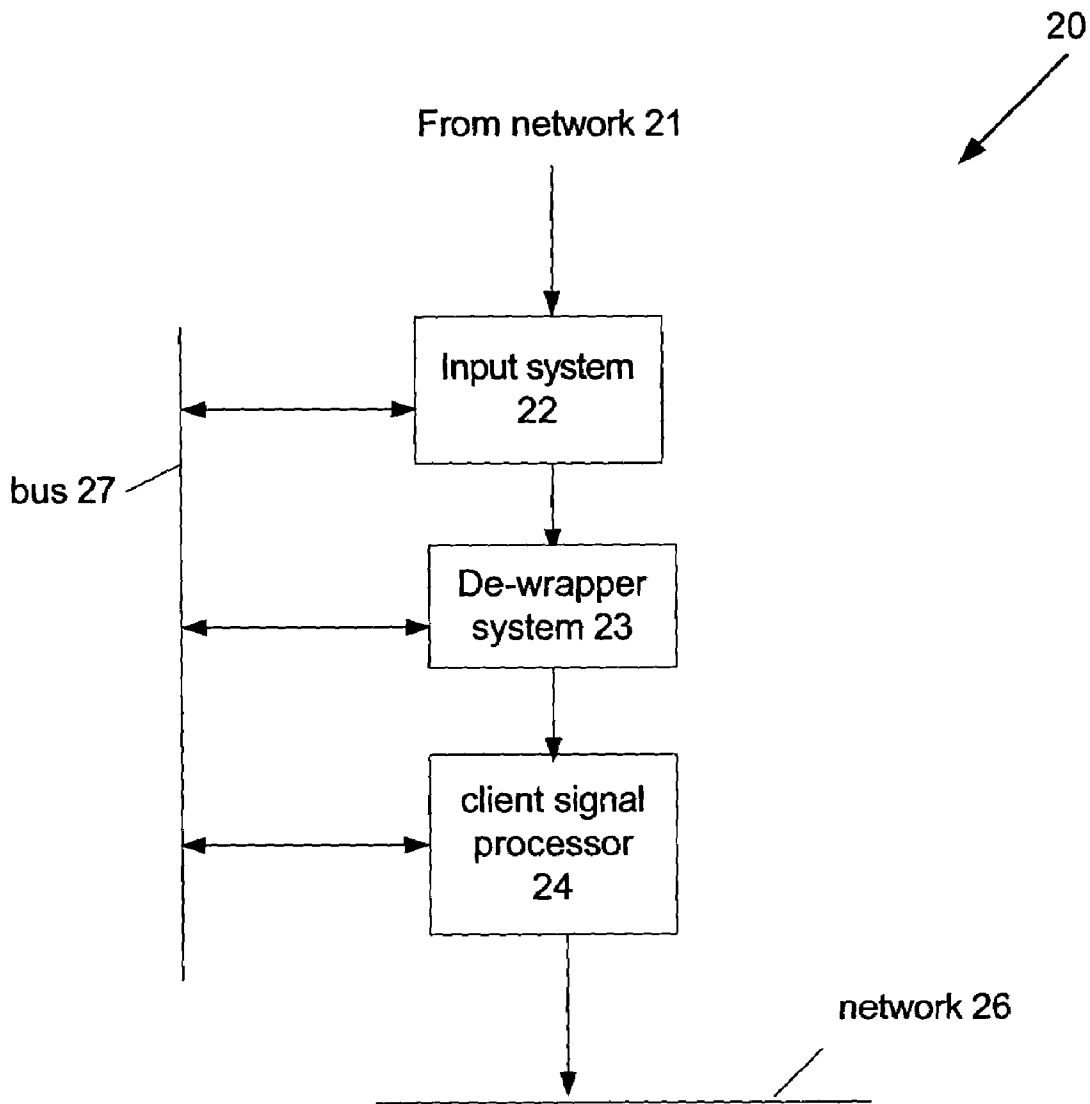 20
From network 21
Input system
22
bus 27
De-wrapper
system 23
client signal
processor
24
network 26